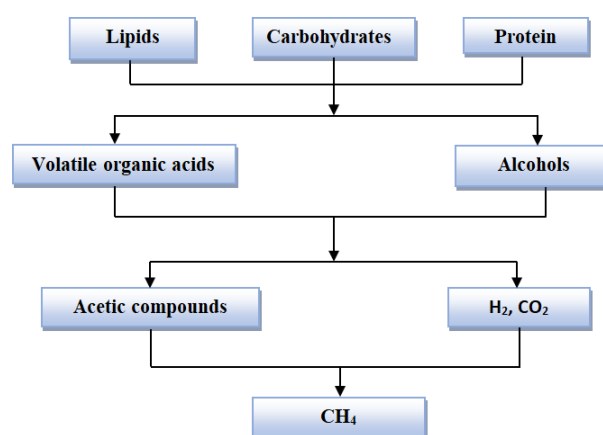 Lipids
Carbohydrates
Protein
Volatile organic acids
Alcohols
Acetic compounds
H₂, CO₂
CH₄